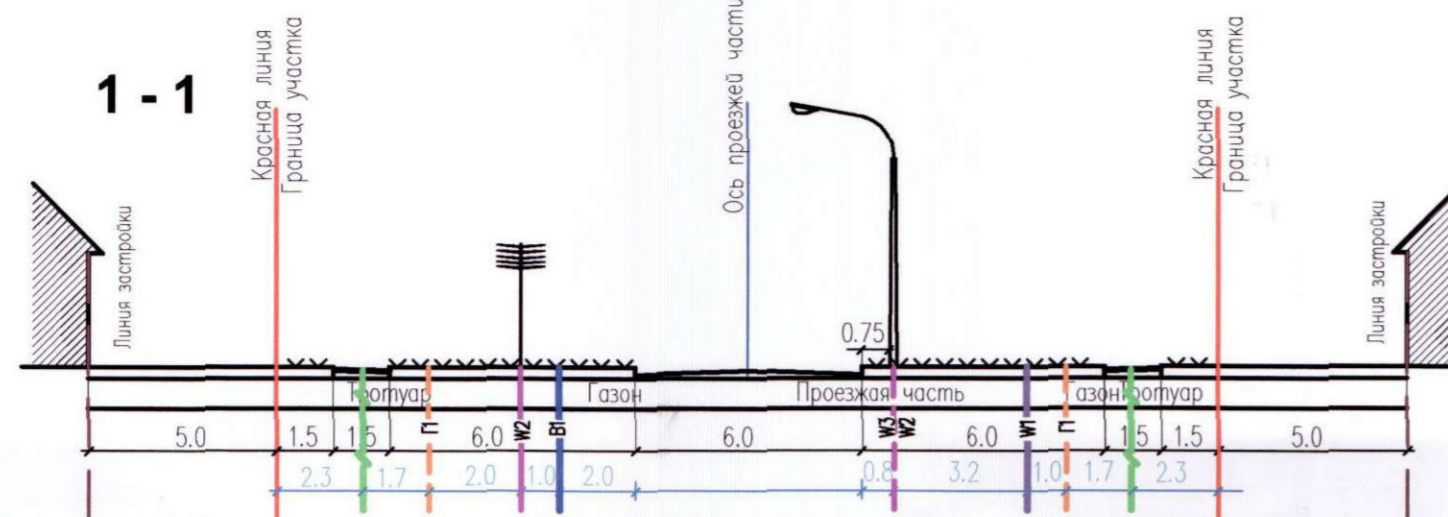 1 - 1
Красная линия
Граница участка
Ось проезжей части
Красная линия
Граница участка
Линия застройки
Линия застройки
0.75
Тротуар
Газон
Проезжая часть
Газон
Тротуар
Г1
W2
В1
W3
W2
W1
Г1
5.0
1.5
1.5
6.0
6.0
6.0
1.5
1.5
5.0
2.3
1.7
2.0
1.0
2.0
0.8
3.2
1.0
1.7
2.3